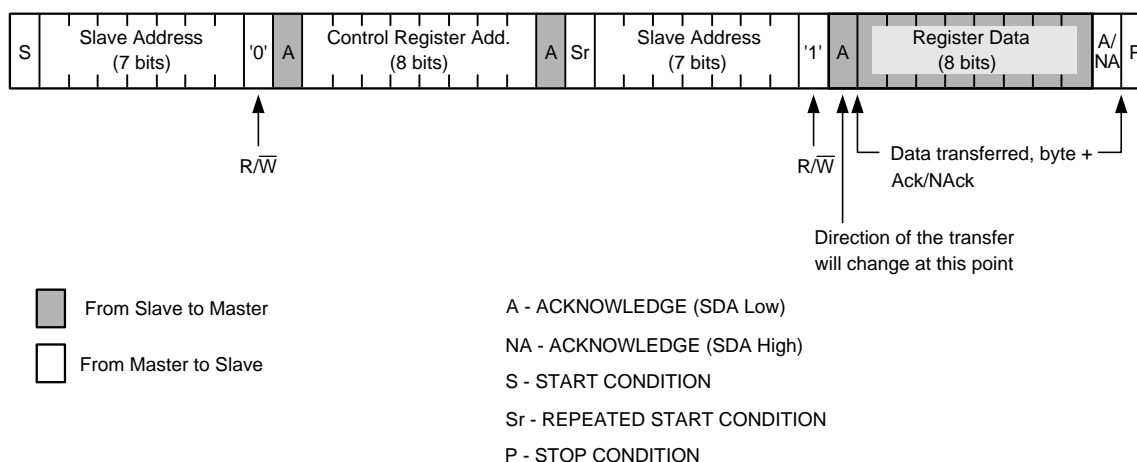 S Slave Address (7 bits) '0' A Control Register Add. (8 bits) A Sr Slave Address (7 bits) '1' A Register Data (8 bits) A/NA P
R/W̅
R/W̅
Data transferred, byte +
Ack/NAck
Direction of the transfer
will change at this point
From Slave to Master
From Master to Slave
A - ACKNOWLEDGE (SDA Low)
NA - ACKNOWLEDGE (SDA High)
S - START CONDITION
Sr - REPEATED START CONDITION
P - STOP CONDITION